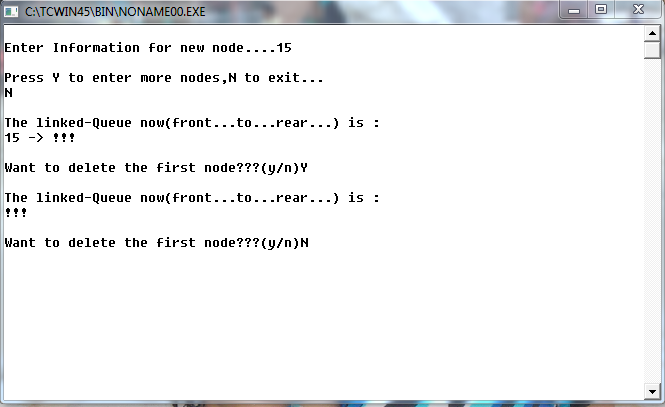 C:\TCWIN45\BIN\NONAME00.EXE
Enter Information for new node....15
Press Y to enter more nodes,N to exit...
N
The linked-Queue now(front...to...rear...) is :
15 -> !!!
Want to delete the first node???(y/n)Y
The linked-Queue now(front...to...rear...) is :
!!!
Want to delete the first node???(y/n)N